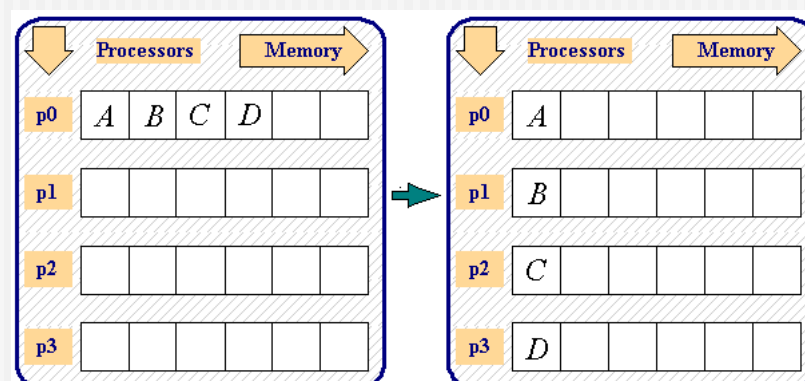 Processors Memory
p0 A B C D
p1
p2
p3
Processors Memory
p0 A
p1 B
p2 C
p3 D